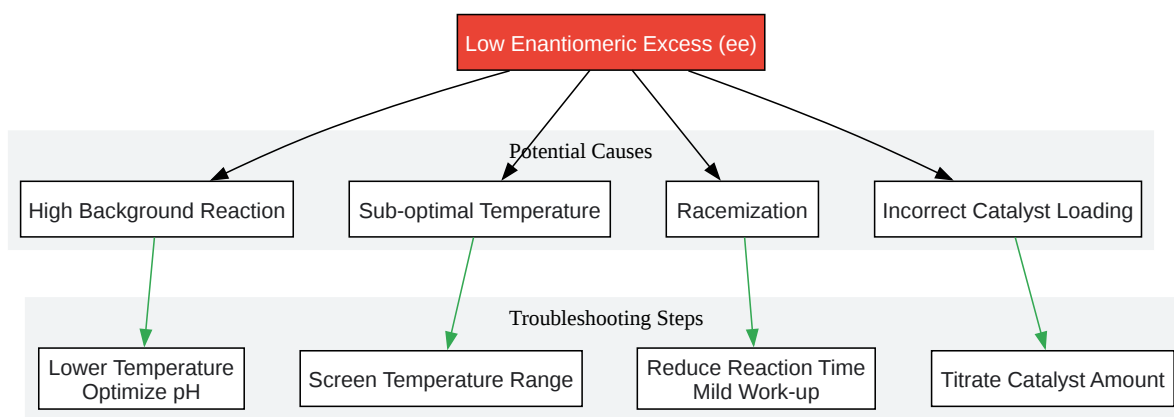 Low Enantiomeric Excess (ee)
Potential Causes
High Background Reaction
Sub-optimal Temperature
Racemization
Incorrect Catalyst Loading
Troubleshooting Steps
Lower Temperature
Optimize pH
Screen Temperature Range
Reduce Reaction Time
Mild Work-up
Titrate Catalyst Amount